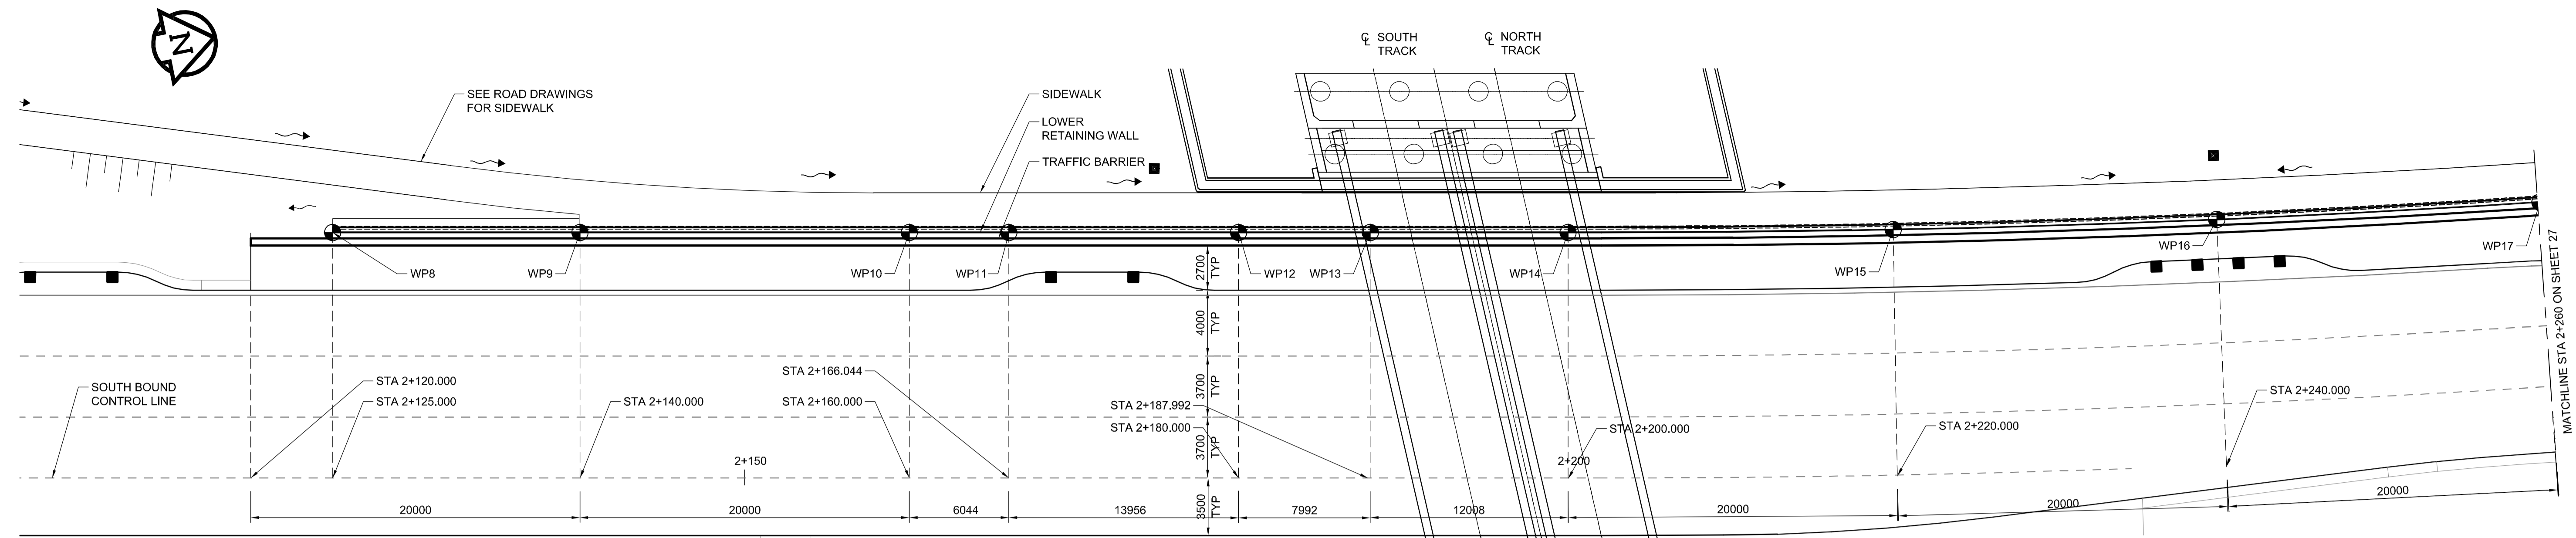 N
℄ SOUTH
TRACK
℄ NORTH
TRACK
SEE ROAD DRAWINGS
FOR SIDEWALK
SIDEWALK
LOWER
RETAINING WALL
TRAFFIC BARRIER
WP8
WP9
WP10
WP11
WP12
WP13
WP14
WP15
WP16
WP17
2700
TYP
4000
TYP
3700
TYP
3700
TYP
3500
TYP
SOUTH BOUND
CONTROL LINE
STA 2+120.000
STA 2+125.000
STA 2+140.000
STA 2+166.044
STA 2+160.000
STA 2+187.992
STA 2+180.000
STA 2+200.000
STA 2+220.000
STA 2+240.000
2+150
2+200
20000
20000
6044
13956
7992
12008
20000
20000
20000
MATCHLINE STA 2+260 ON SHEET 27